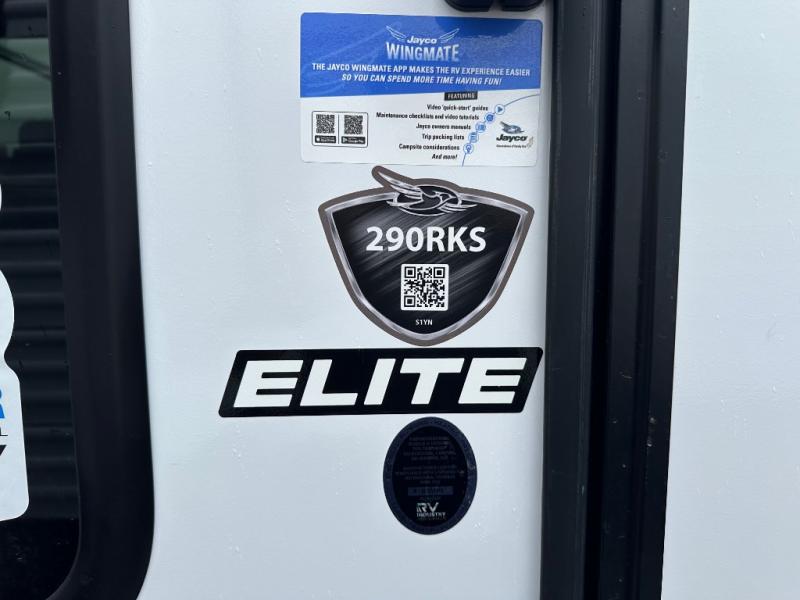 Jayco
WINGMATE
THE JAYCO WINGMATE APP MAKES THE RV EXPERIENCE EASIER
SO YOU CAN SPEND MORE TIME HAVING FUN!
FEATURING
Video 'quick-start' guides
Maintenance checklists and video tutorials
Jayco owners manuals
Trip packing lists
Campsite considerations
And more!
Jayco
290RKS
S1YN
ELITE
RV
INDUSTRY